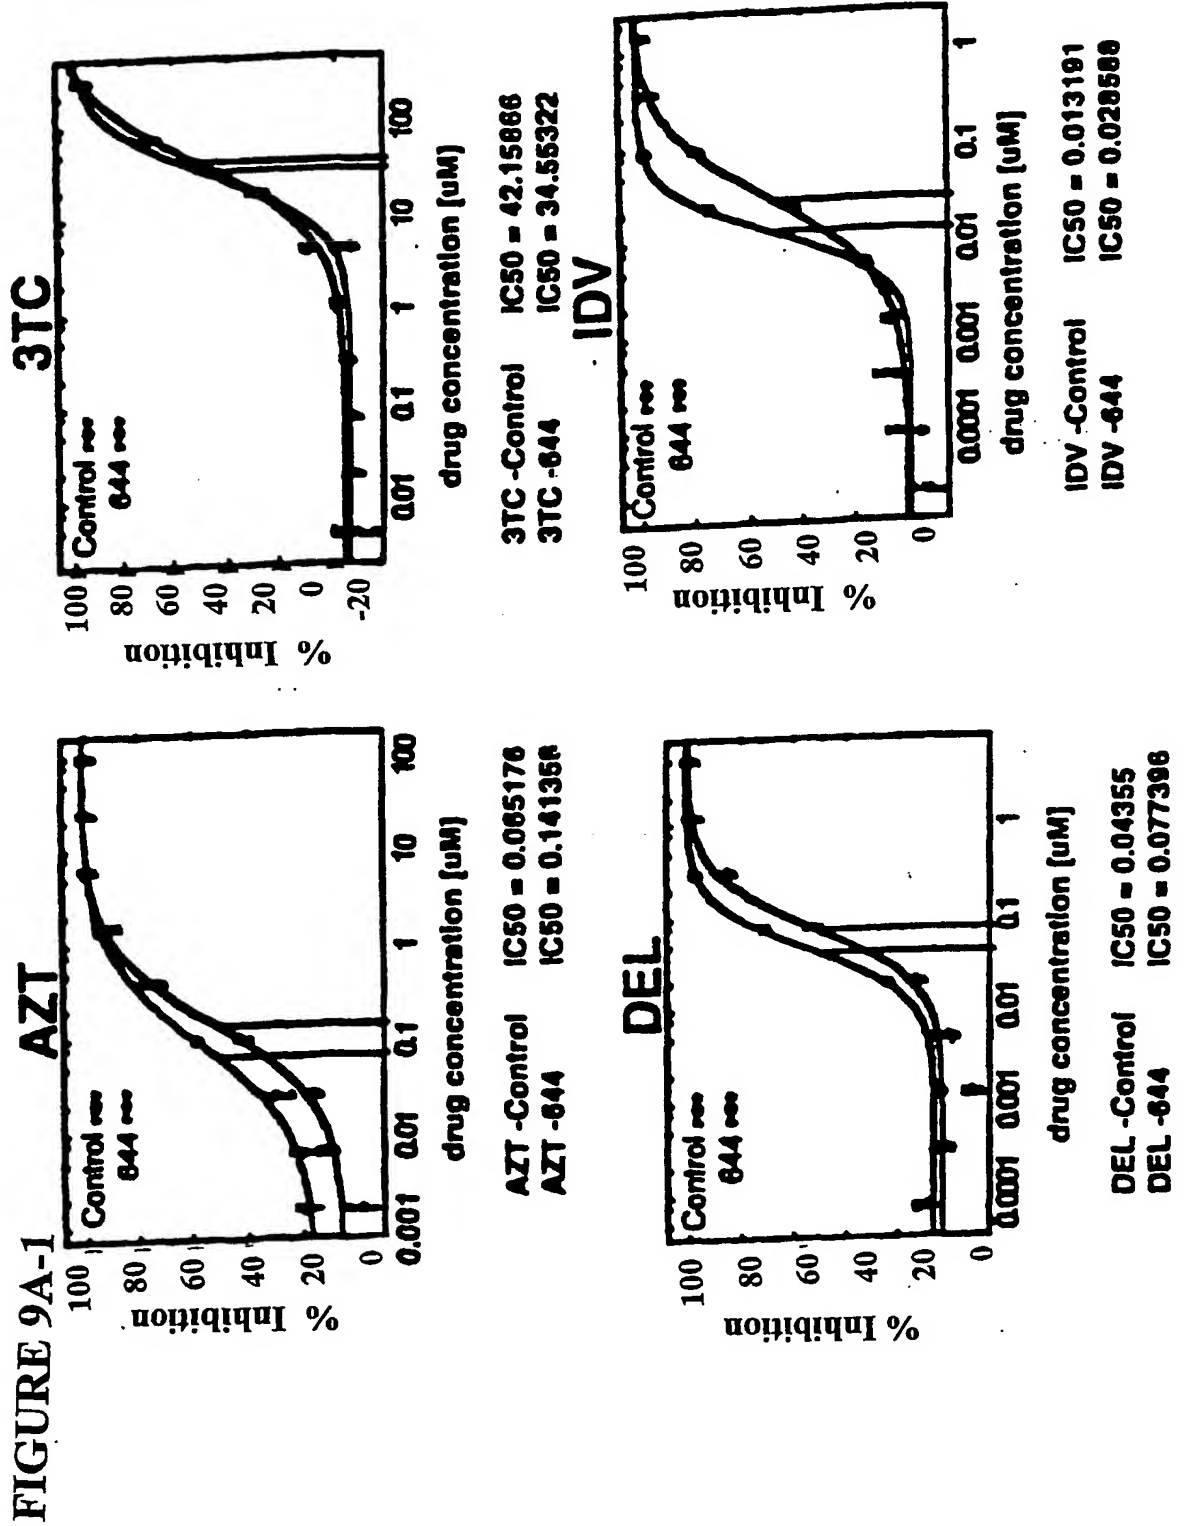 FIGURE 9A-1
AZT
Control
644
100
80
60
40
20
0
% Inhibition
0.001
0.01
0.1
1
10
100
drug concentration [uM]
AZT -Control IC50 = 0.065176
AZT -644 IC50 = 0.141356
3TC
Control
644
100
80
60
40
20
0
-20
% Inhibition
0.01
0.1
1
10
100
drug concentration [uM]
3TC -Control IC50 = 42.15866
3TC -644 IC50 = 34.55322
DEL
Control
644
100
80
60
40
20
0
% Inhibition
0.0001
0.001
0.01
0.1
1
drug concentration [uM]
DEL -Control IC50 = 0.04355
DEL -644 IC50 = 0.077396
IDV
Control
644
100
80
60
40
20
0
% Inhibition
0.0001
0.001
0.01
0.1
1
drug concentration [uM]
IDV -Control IC50 = 0.013191
IDV -644 IC50 = 0.028588